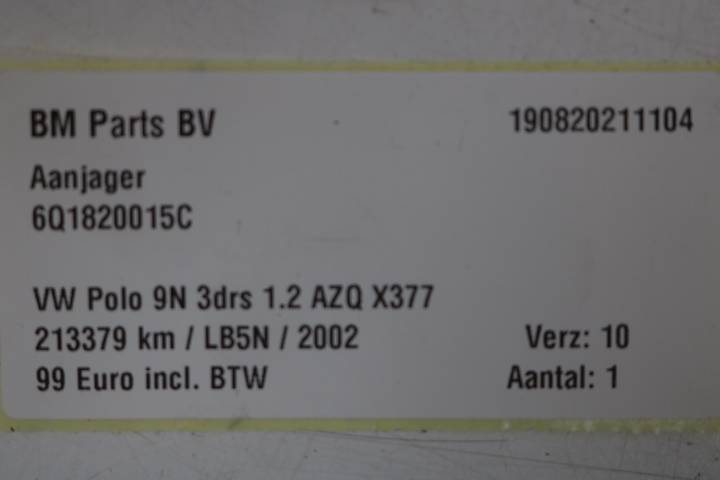 BM Parts BV 190820211104
Aanjager
6Q1820015C
VW Polo 9N 3drs 1.2 AZQ X377
213379 km / LB5N / 2002 Verz: 10
99 Euro incl. BTW Aantal: 1